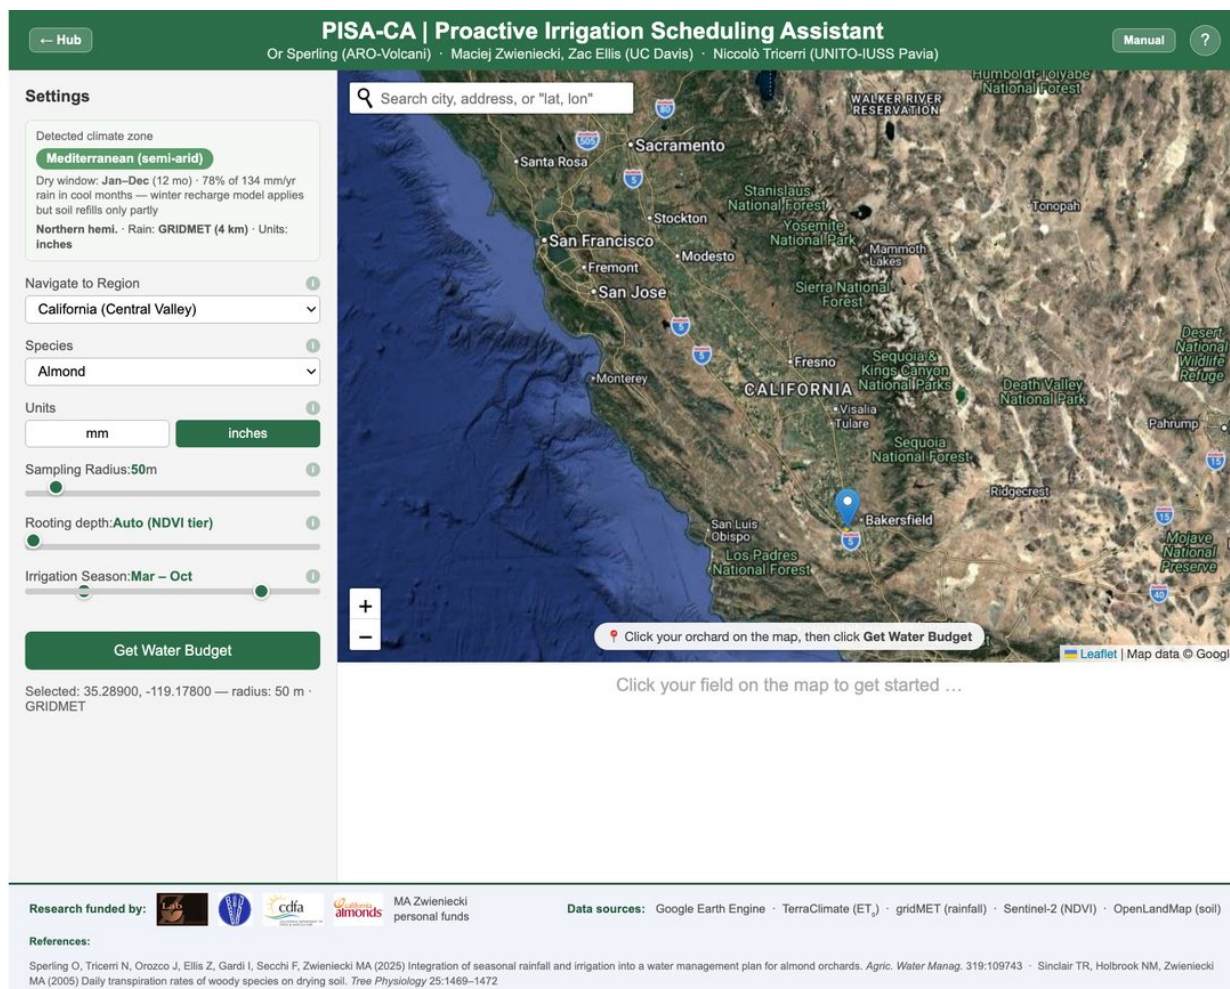 ← Hub
PISA-CA | Proactive Irrigation Scheduling Assistant
Or Sperling (ARO-Volcani) · Maciej Zwieniecki, Zac Ellis (UC Davis) · Niccolò Tricerri (UNITO-IUSS Pavia)
Manual
?
Settings
Detected climate zone
Mediterranean (semi-arid)
Dry window: Jan–Dec (12 mo) · 78% of 134 mm/yr
rain in cool months — winter recharge model applies
but soil refills only partly
Northern hemi. · Rain: GRIDMET (4 km) · Units:
inches
Navigate to Region
California (Central Valley)
Species
Almond
Units
mm
inches
Sampling Radius:50m
Rooting depth:Auto (NDVI tier)
Irrigation Season:Mar – Oct
Get Water Budget
Selected: 35.28900, -119.17800 — radius: 50 m ·
GRIDMET
Search city, address, or "lat, lon"
Humboldt-Toiyabe
National Forest
WALKER RIVER
RESERVATION
80
505
Sacramento
Santa Rosa
5
Stanislaus
National Forest
Tonopah
Stockton
Yosemite
National Park
San Francisco
Mammoth
Lakes
Modesto
Fremont
San Jose
Sierra National
Forest
5
5
Desert
National
Wildlife
Refuge
Fresno
Sequoia &
Kings Canyon
National Parks
Monterey
CALIFORNIA
Death Valley
National Park
Visalia
Tulare
Pahrump
Sequoia
National Forest
15
Ridgecrest
Bakersfield
San Luis
Obispo
5
15
Los Padres
National Forest
Mojave
National
Preserve
40
+
−
Click your orchard on the map, then click Get Water Budget
Leaflet | Map data © Googl
Click your field on the map to get started …
Research funded by:
Lab
cdfa
california
almonds
MA Zwieniecki
personal funds
Data sources: Google Earth Engine · TerraClimate (ET₀) · gridMET (rainfall) · Sentinel-2 (NDVI) · OpenLandMap (soil)
References:
Sperling O, Tricerri N, Orozco J, Ellis Z, Gardi I, Secchi F, Zwieniecki MA (2025) Integration of seasonal rainfall and irrigation into a water management plan for almond orchards. Agric. Water Manag. 319:109743 · Sinclair TR, Holbrook NM, Zwieniecki
MA (2005) Daily transpiration rates of woody species on drying soil. Tree Physiology 25:1469–1472